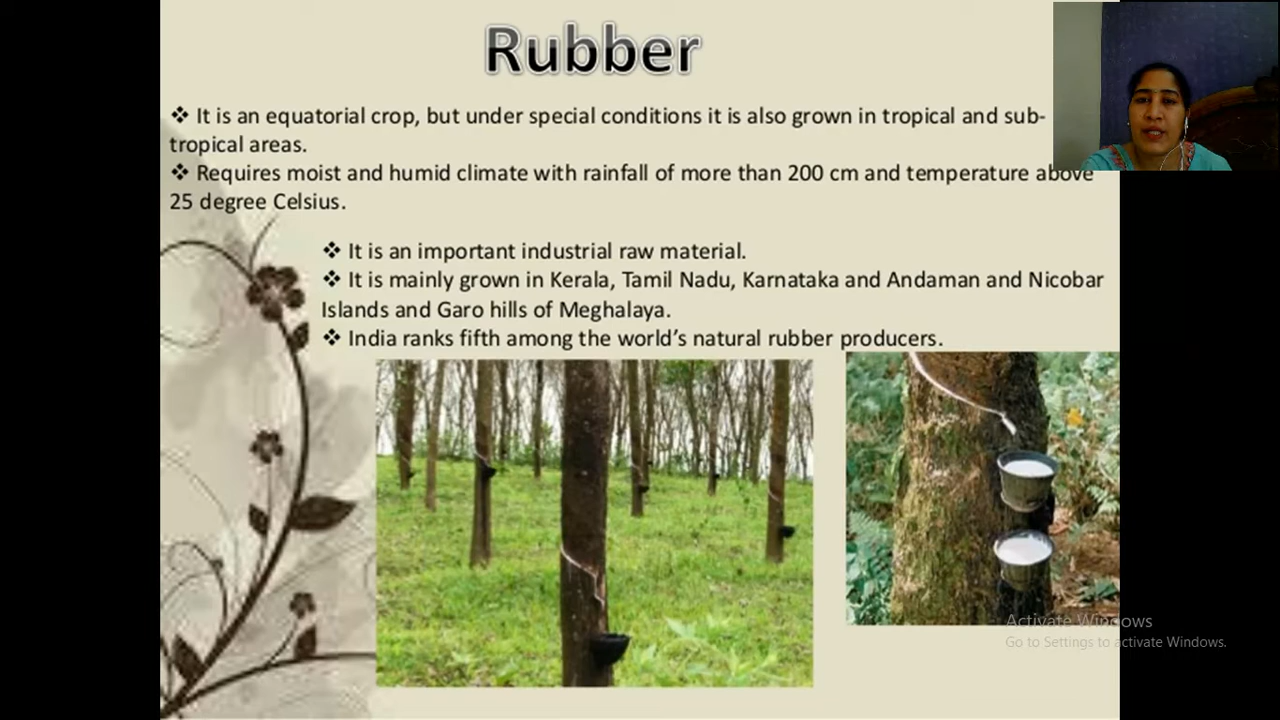 Rubber
❖ It is an equatorial crop, but under special conditions it is also grown in tropical and sub-
tropical areas.
❖ Requires moist and humid climate with rainfall of more than 200 cm and temperature above
25 degree Celsius.
❖ It is an important industrial raw material.
❖ It is mainly grown in Kerala, Tamil Nadu, Karnataka and Andaman and Nicobar
Islands and Garo hills of Meghalaya.
❖ India ranks fifth among the world's natural rubber producers.
Activate Windows
Go to Settings to activate Windows.